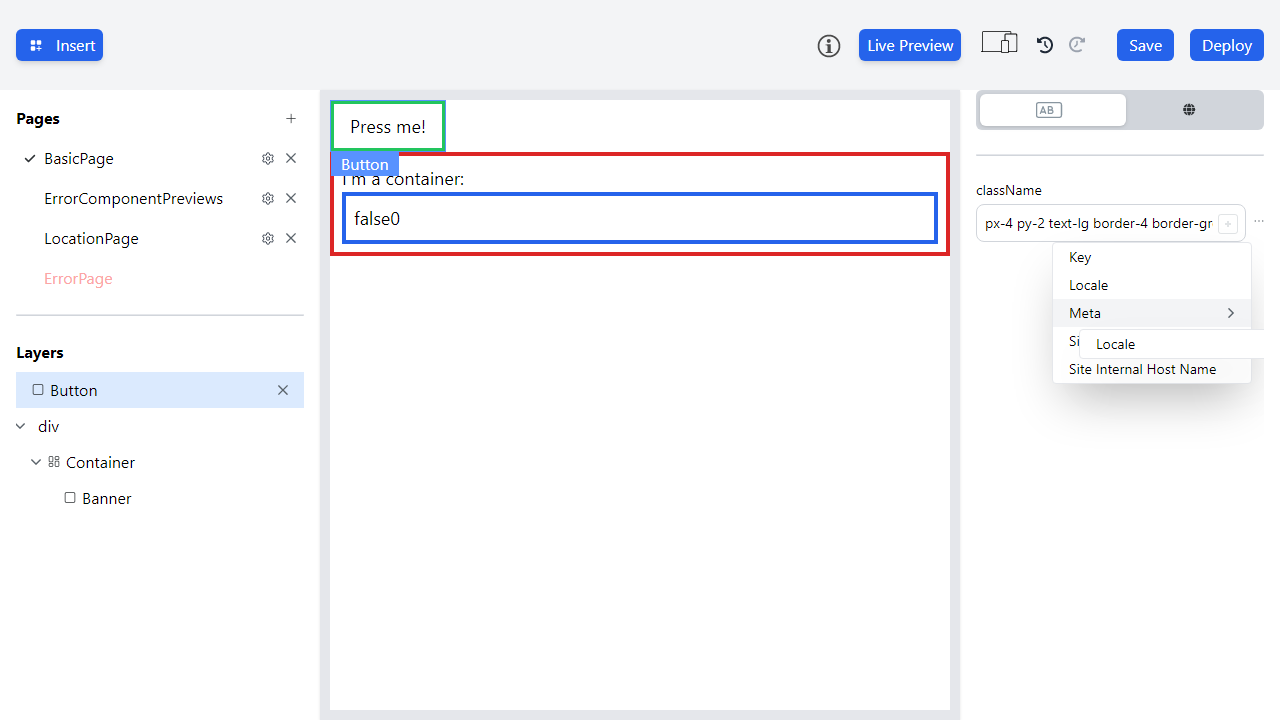 Insert
Live Preview
Save
Deploy
Pages
BasicPage
ErrorComponentPreviews
LocationPage
ErrorPage
Layers
Button
div
Container
Banner
Press me!
Button
I'm a container:
false0
AB
className
px-4 py-2 text-lg border-4 border-gr
Key
Locale
Meta
Locale
Site Internal Host Name